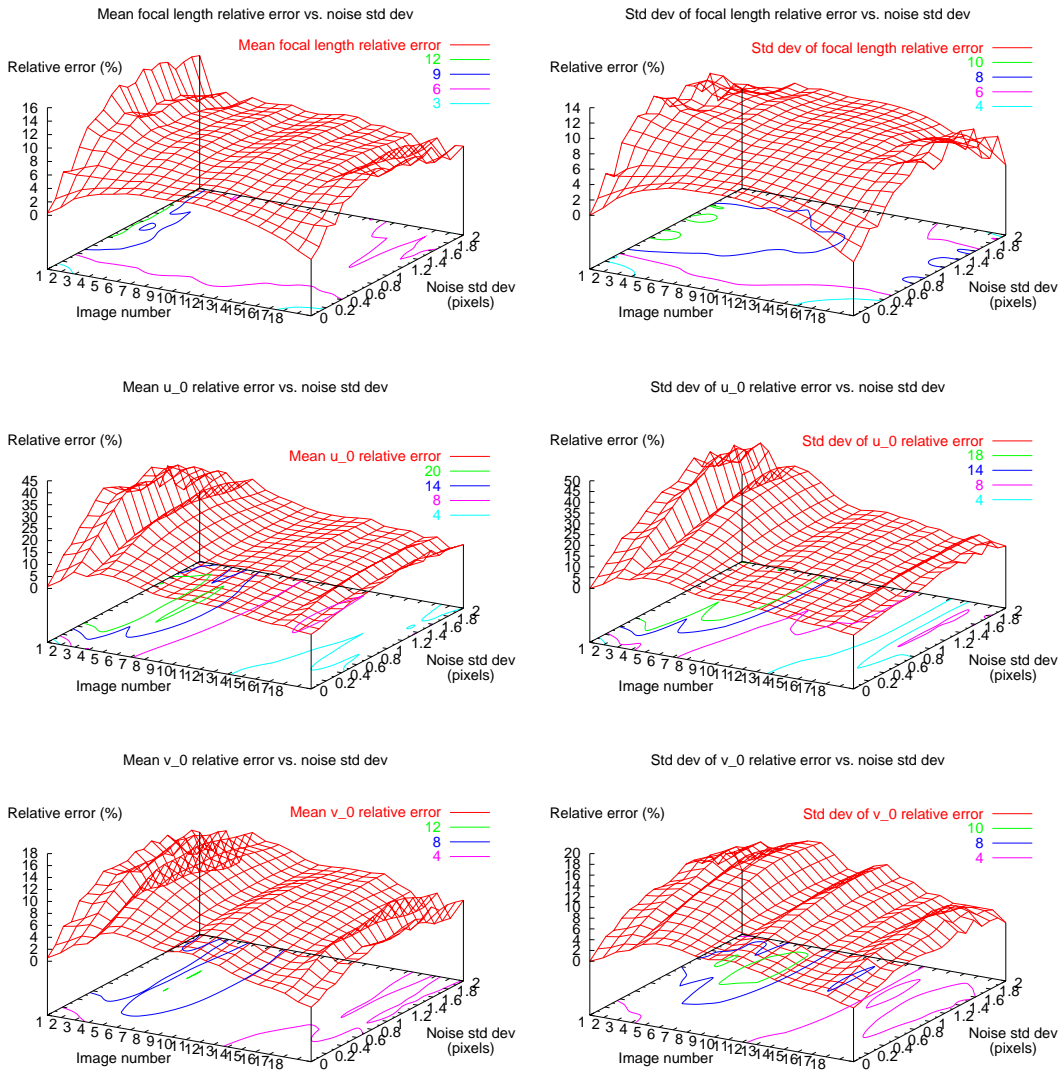 Mean focal length relative error vs. noise std dev
Mean focal length relative error
12
9
6
3
Relative error (%)
16
14
12
10
8
6
4
2
0
1 2 3 4 5 6 7 8 9 10 11 12 13 14 15 16 17 18
Image number
0 0.2 0.4 0.6 0.8 1 1.2 1.4 1.6 1.8 2
Noise std dev
(pixels)
Std dev of focal length relative error vs. noise std dev
Std dev of focal length relative error
10
8
6
4
Relative error (%)
14
12
10
8
6
4
2
0
1 2 3 4 5 6 7 8 9 10 11 12 13 14 15 16 17 18
Image number
0 0.2 0.4 0.6 0.8 1 1.2 1.4 1.6 1.8 2
Noise std dev
(pixels)
Mean u_0 relative error vs. noise std dev
Mean u_0 relative error
20
14
8
4
Relative error (%)
45
40
35
30
25
20
15
10
5
0
1 2 3 4 5 6 7 8 9 10 11 12 13 14 15 16 17 18
Image number
0 0.2 0.4 0.6 0.8 1 1.2 1.4 1.6 1.8 2
Noise std dev
(pixels)
Std dev of u_0 relative error vs. noise std dev
Std dev of u_0 relative error
18
14
8
4
Relative error (%)
50
45
40
35
30
25
20
15
10
5
0
1 2 3 4 5 6 7 8 9 10 11 12 13 14 15 16 17 18
Image number
0 0.2 0.4 0.6 0.8 1 1.2 1.4 1.6 1.8 2
Noise std dev
(pixels)
Mean v_0 relative error vs. noise std dev
Mean v_0 relative error
12
8
4
Relative error (%)
18
16
14
12
10
8
6
4
2
0
1 2 3 4 5 6 7 8 9 10 11 12 13 14 15 16 17 18
Image number
0 0.2 0.4 0.6 0.8 1 1.2 1.4 1.6 1.8 2
Noise std dev
(pixels)
Std dev of v_0 relative error vs. noise std dev
Std dev of v_0 relative error
10
8
4
Relative error (%)
20
18
16
14
12
10
8
6
4
2
0
1 2 3 4 5 6 7 8 9 10 11 12 13 14 15 16 17 18
Image number
0 0.2 0.4 0.6 0.8 1 1.2 1.4 1.6 1.8 2
Noise std dev
(pixels)